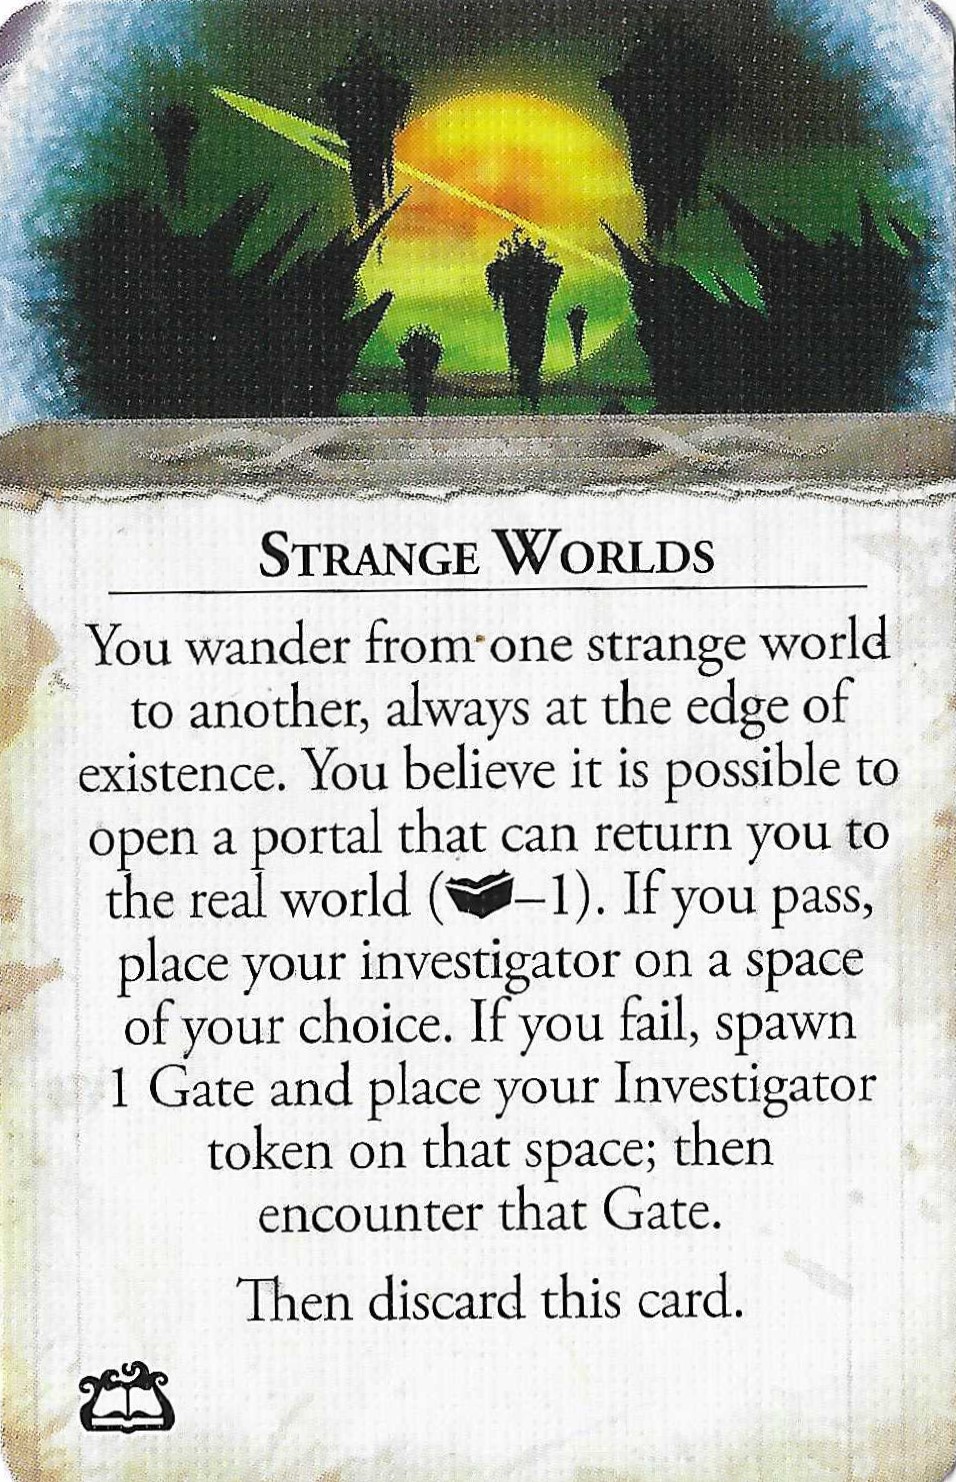 STRANGE WORLDS
You wander from one strange world
to another, always at the edge of
existence. You believe it is possible to
open a portal that can return you to
the real world (–1). If you pass,
place your investigator on a space
of your choice. If you fail, spawn
1 Gate and place your Investigator
token on that space; then
encounter that Gate.
Then discard this card.